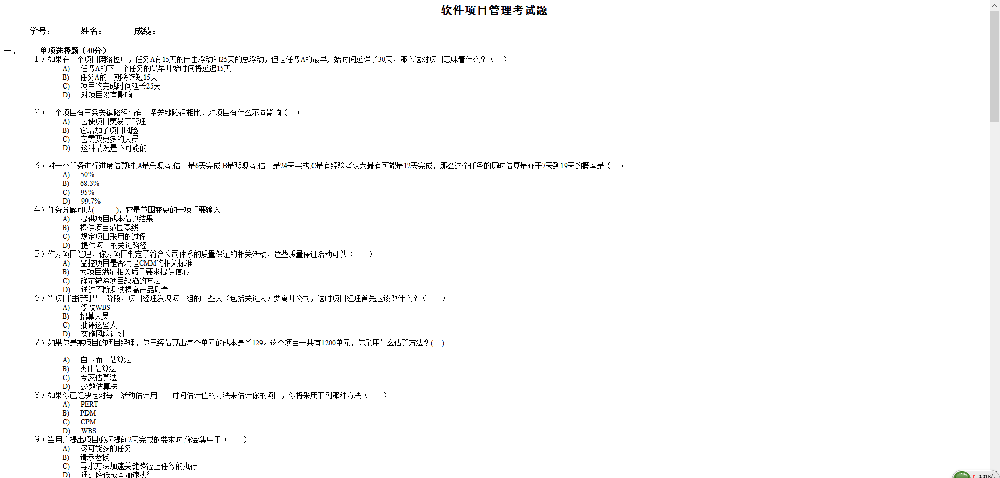 软件项目管理考试题
学号：____ 姓名：_____ 成绩：____
一、 单项选择题（40分）
1）如果在一个项目网络图中，任务A有15天的自由浮动和25天的总浮动，但是任务A的最早开始时间延误了30天，那么这对项目意味着什么？（ ）
A) 任务A的下一个任务的最早开始时间将延迟15天
B) 任务A的工期将缩短15天
C) 项目的完成时间延长25天
D) 对项目没有影响
2）一个项目有三条关键路径与有一条关键路径相比，对项目有什么不同影响（ ）
A) 它使项目更易于管理
B) 它增加了项目风险
C) 它需要更多的人员
D) 这种情况是不可能的
3）对一个任务进行进度估算时,A是乐观者,估计是6天完成,B是悲观者,估计是24天完成,C是有经验者认为最有可能是12天完成，那么这个任务的历时估算是介于7天到19天的概率是（ ）
A) 50%
B) 68.3%
C) 95%
D) 99.7%
4）任务分解可以( )，它是范围变更的一项重要输入
A) 提供项目成本估算结果
B) 提供项目范围基线
C) 规定项目采用的过程
D) 提供项目的关键路径
5）作为项目经理，你为项目制定了符合公司体系的质量保证的相关活动，这些质量保证活动可以（ ）
A) 监控项目是否满足CMM的相关标准
B) 为项目满足相关质量要求提供信心
C) 确定铲除项目缺陷的方法
D) 通过不断测试提高产品质量
6）当项目进行到某一阶段，项目经理发现项目组的一些人（包括关键人）要离开公司，这时项目经理首先应该做什么？（ ）
A) 修改WBS
B) 招募人员
C) 批评这些人
D) 实施风险计划
7）如果你是某项目的项目经理，你已经估算出每个单元的成本是￥129。这个项目一共有1200单元，你采用什么估算方法？( )
A) 自下而上估算法
B) 类比估算法
C) 专家估算法
D) 参数估算法
8）如果你已经决定对每个活动估计用一个时间估计值的方法来估计你的项目，你将采用下列那种方法（ ）
A) PERT
B) PDM
C) CPM
D) WBS
9）当用户提出项目必须提前2天完成的要求时,你会集中于（ ）
A) 尽可能多的任务
B) 请示老板
C) 寻求方法加速关键路径上任务的执行
D) 通过降低成本加速执行
0.01K/s